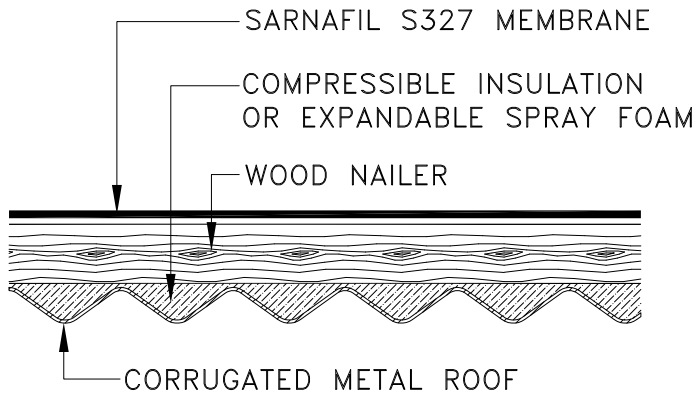 SARNAFIL S327 MEMBRANE
COMPRESSIBLE INSULATION
OR EXPANDABLE SPRAY FOAM
WOOD NAILER
CORRUGATED METAL ROOF